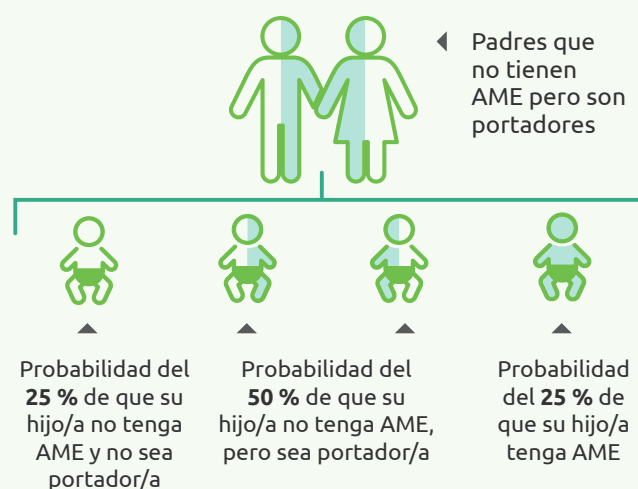 Padres que
no tienen
AME pero son
portadores
Probabilidad del
25 % de que su
hijo/a no tenga
AME y no sea
portador/a
Probabilidad del
50 % de que su
hijo/a no tenga AME,
pero sea portador/a
Probabilidad
del 25 % de
que su hijo/a
tenga AME